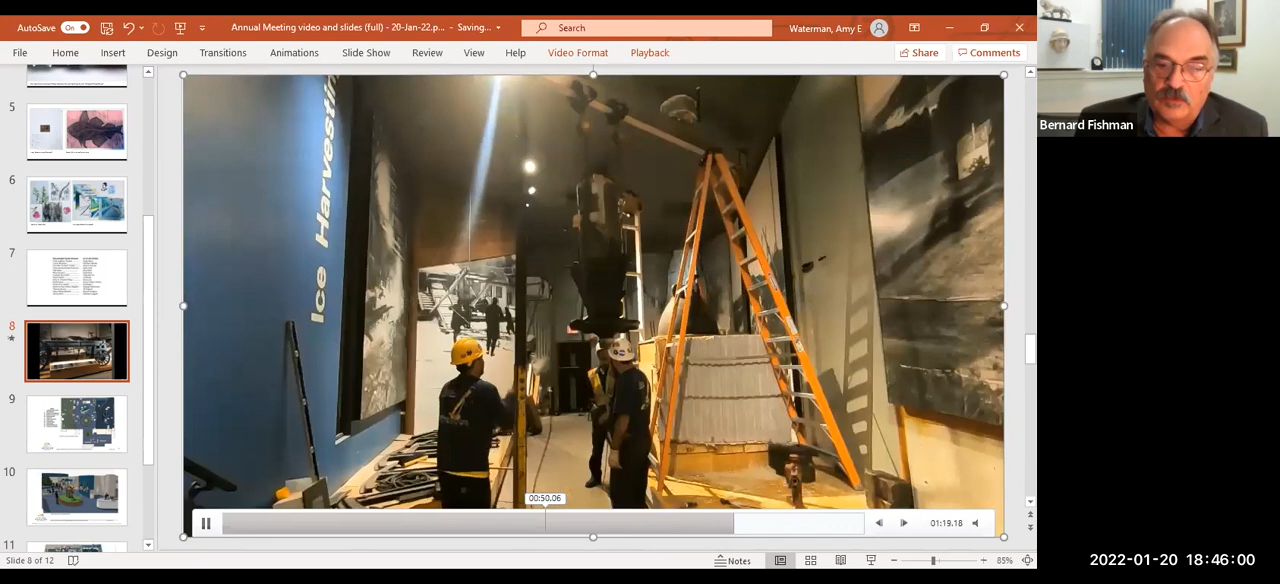 AutoSave
On
Annual Meeting video and slides (full) - 20-Jan-22.p... - Saving...
Search
Waterman, Amy E
File Home Insert Design Transitions Animations Slide Show Review View Help Video Format Playback
Share
Comments
Bernard Fishman
5
6
7
8
9
10
11
Ice Harvestin
00:50.06
01:19.18
Slide 8 of 12
Notes
85%
2022-01-20 18:46:00